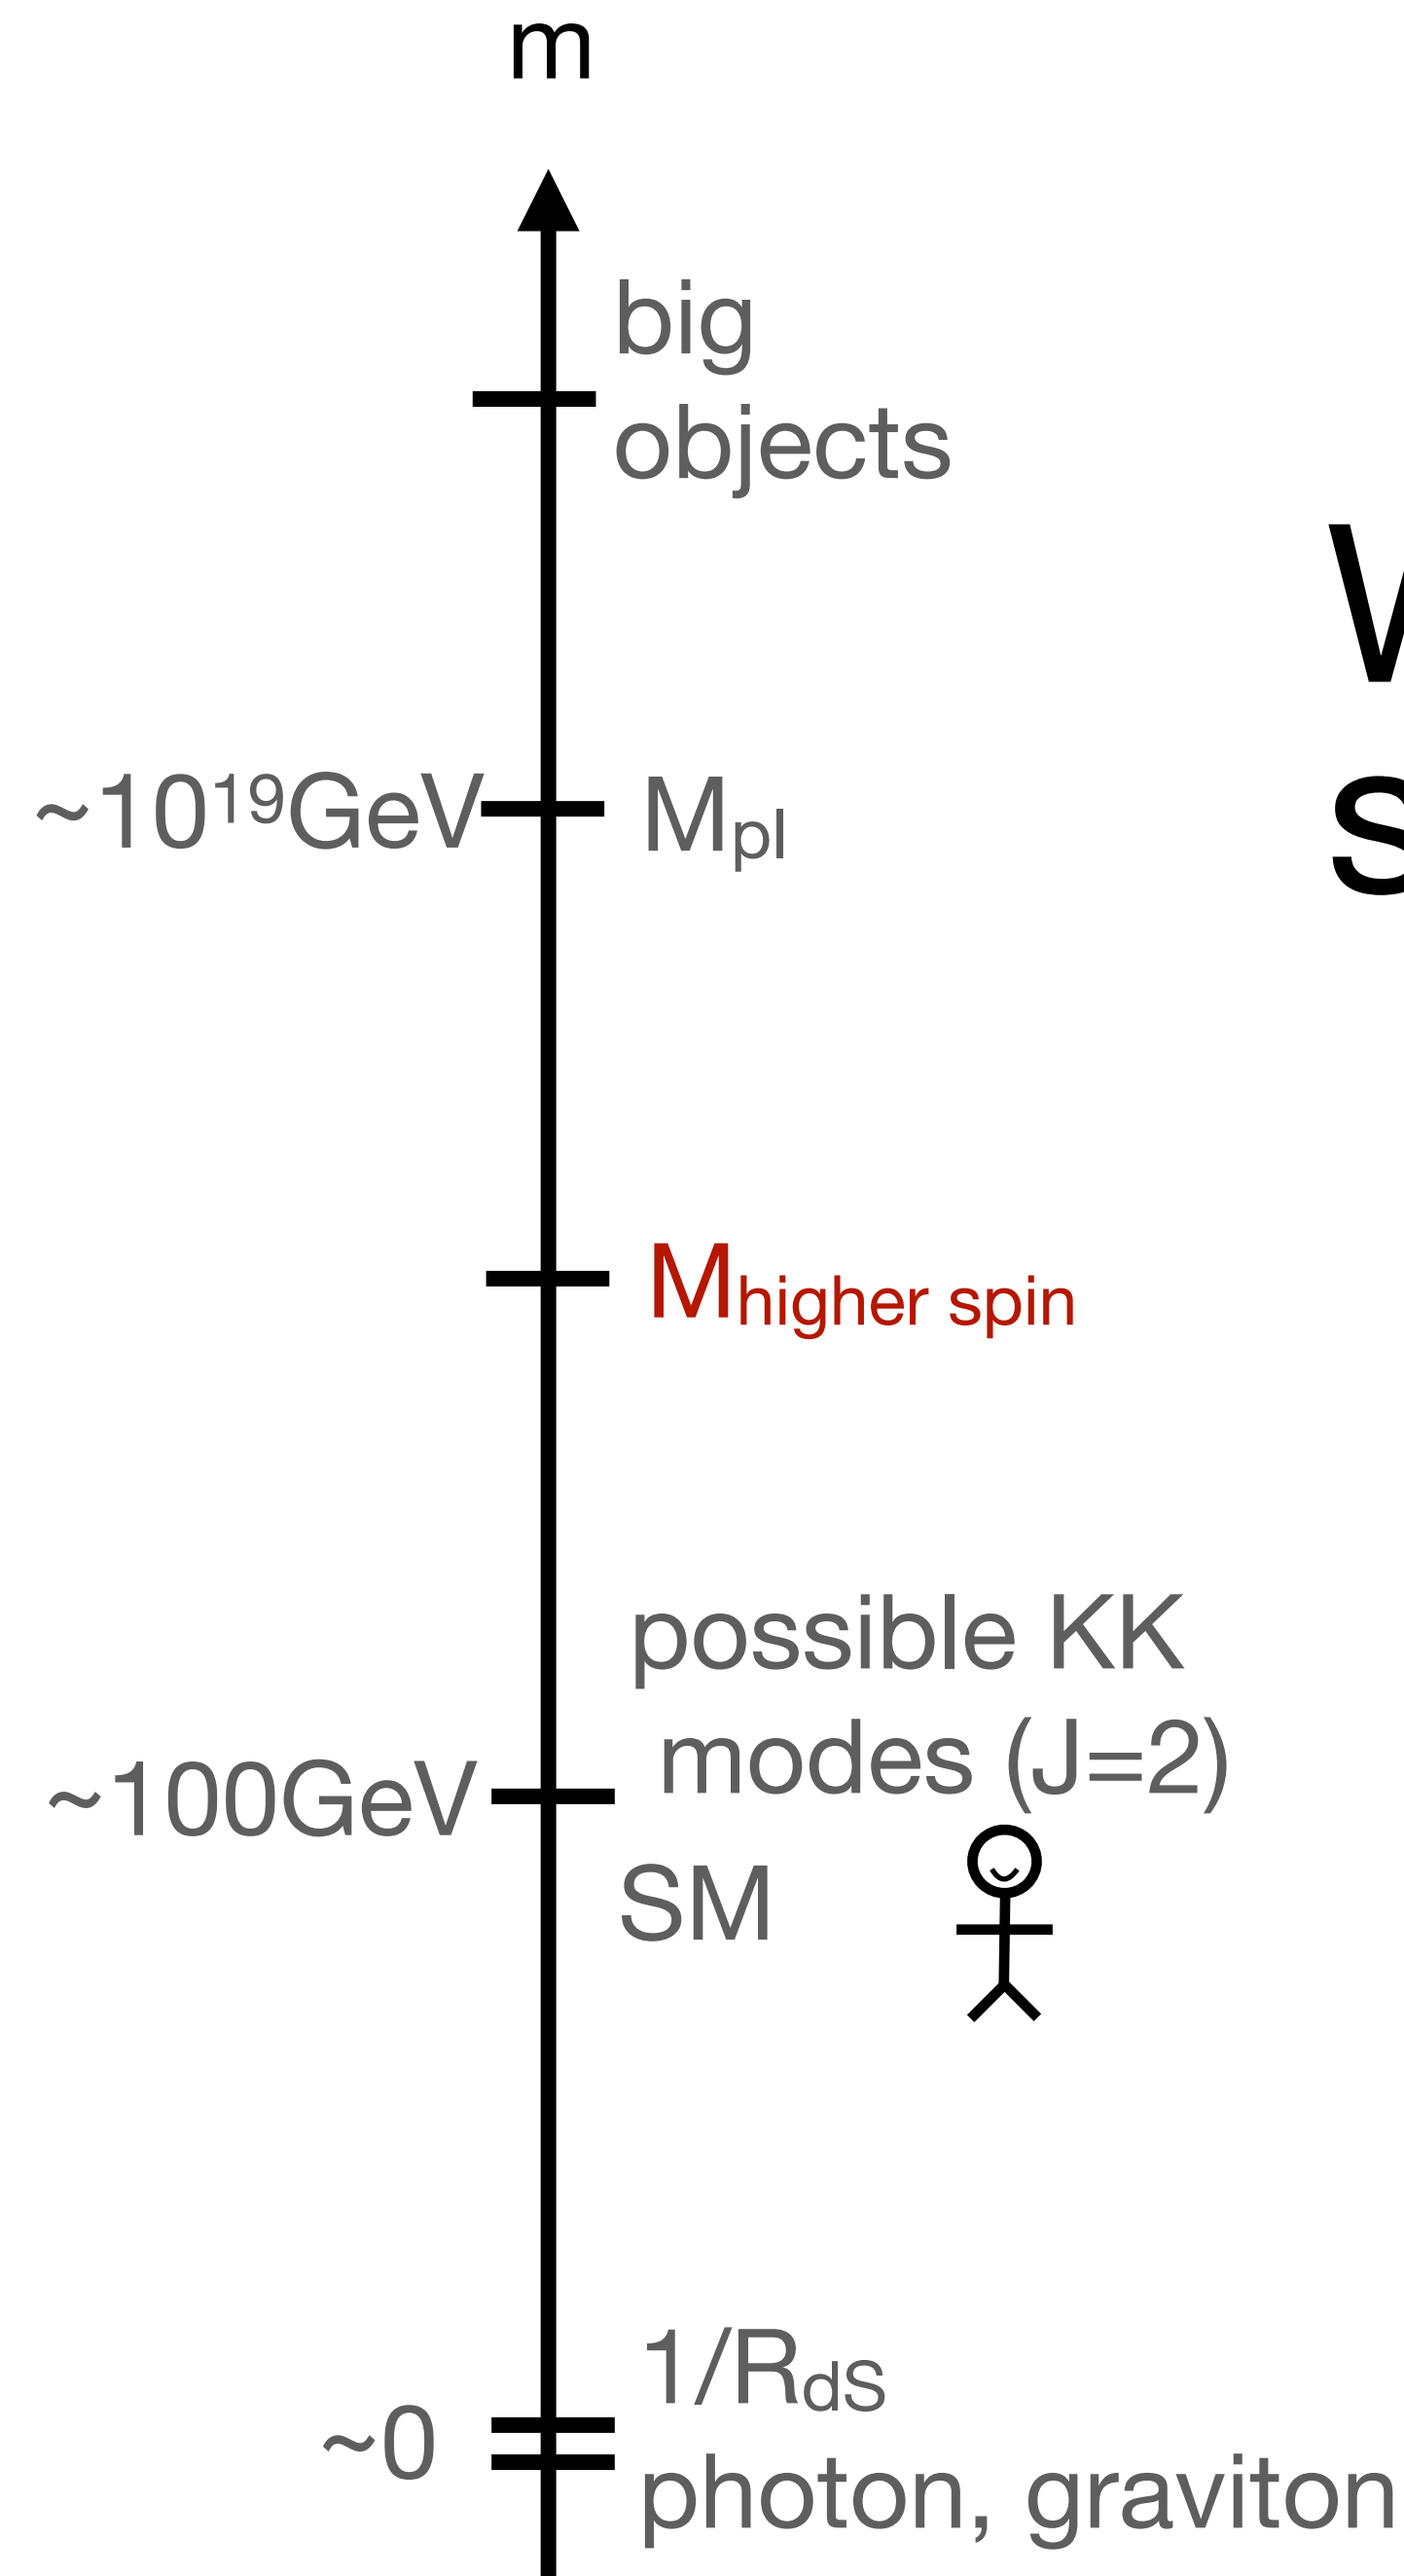 m
big
objects
~10¹⁹GeV
M_pl
M_higher spin
possible KK
modes (J=2)
~100GeV
SM
1/R_dS
~0
photon, graviton